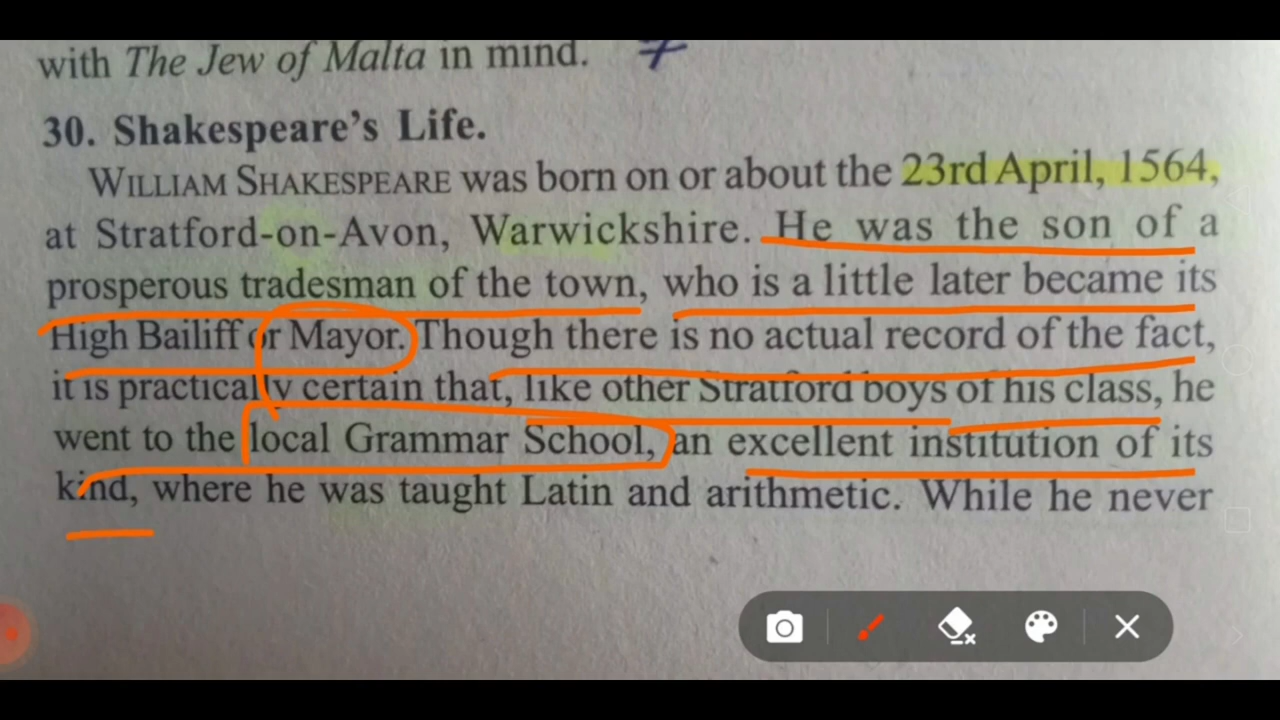 with The Jew of Malta in mind.
30. Shakespeare's Life.
WILLIAM SHAKESPEARE was born on or about the 23rd April, 1564,
at Stratford-on-Avon, Warwickshire. He was the son of a
prosperous tradesman of the town, who is a little later became its
High Bailiff or Mayor. Though there is no actual record of the fact,
it is practically certain that, like other Stratford boys of his class, he
went to the local Grammar School, an excellent institution of its
kind, where he was taught Latin and arithmetic. While he never